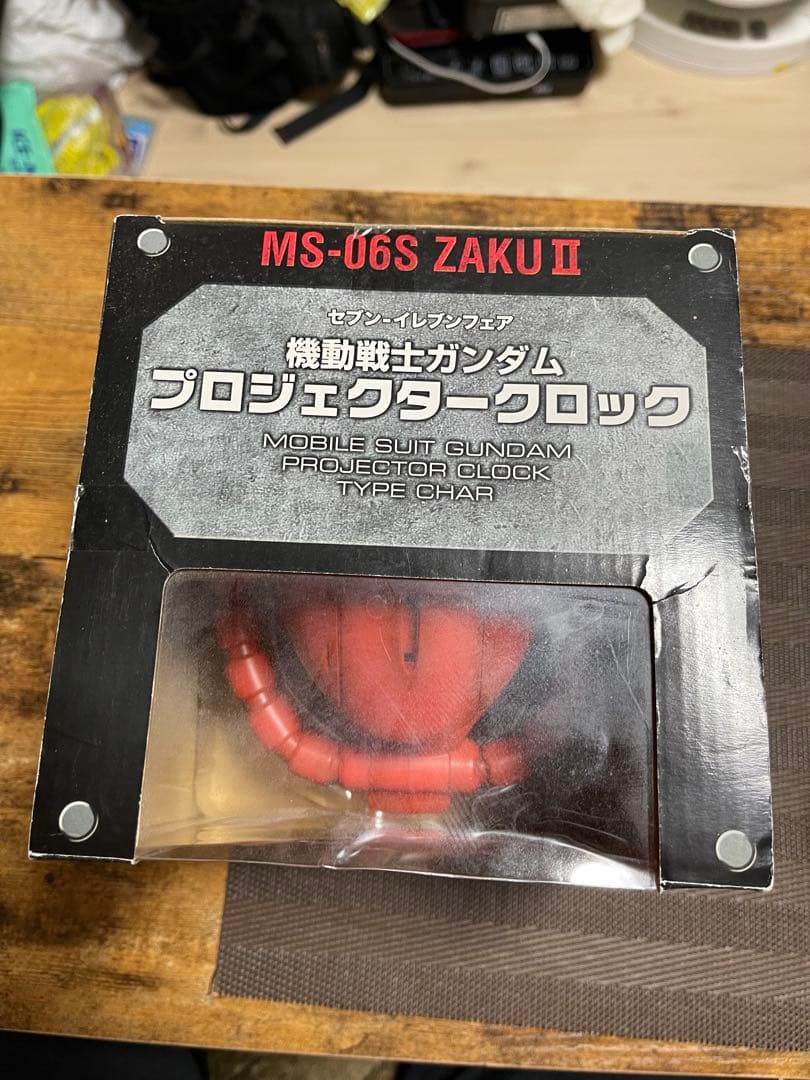 MS-06S ZAKU II
セブン-イレブンフェア
機動戦士ガンダム
プロジェクタークロック
MOBILE SUIT GUNDAM
PROJECTOR CLOCK
TYPE CHAR